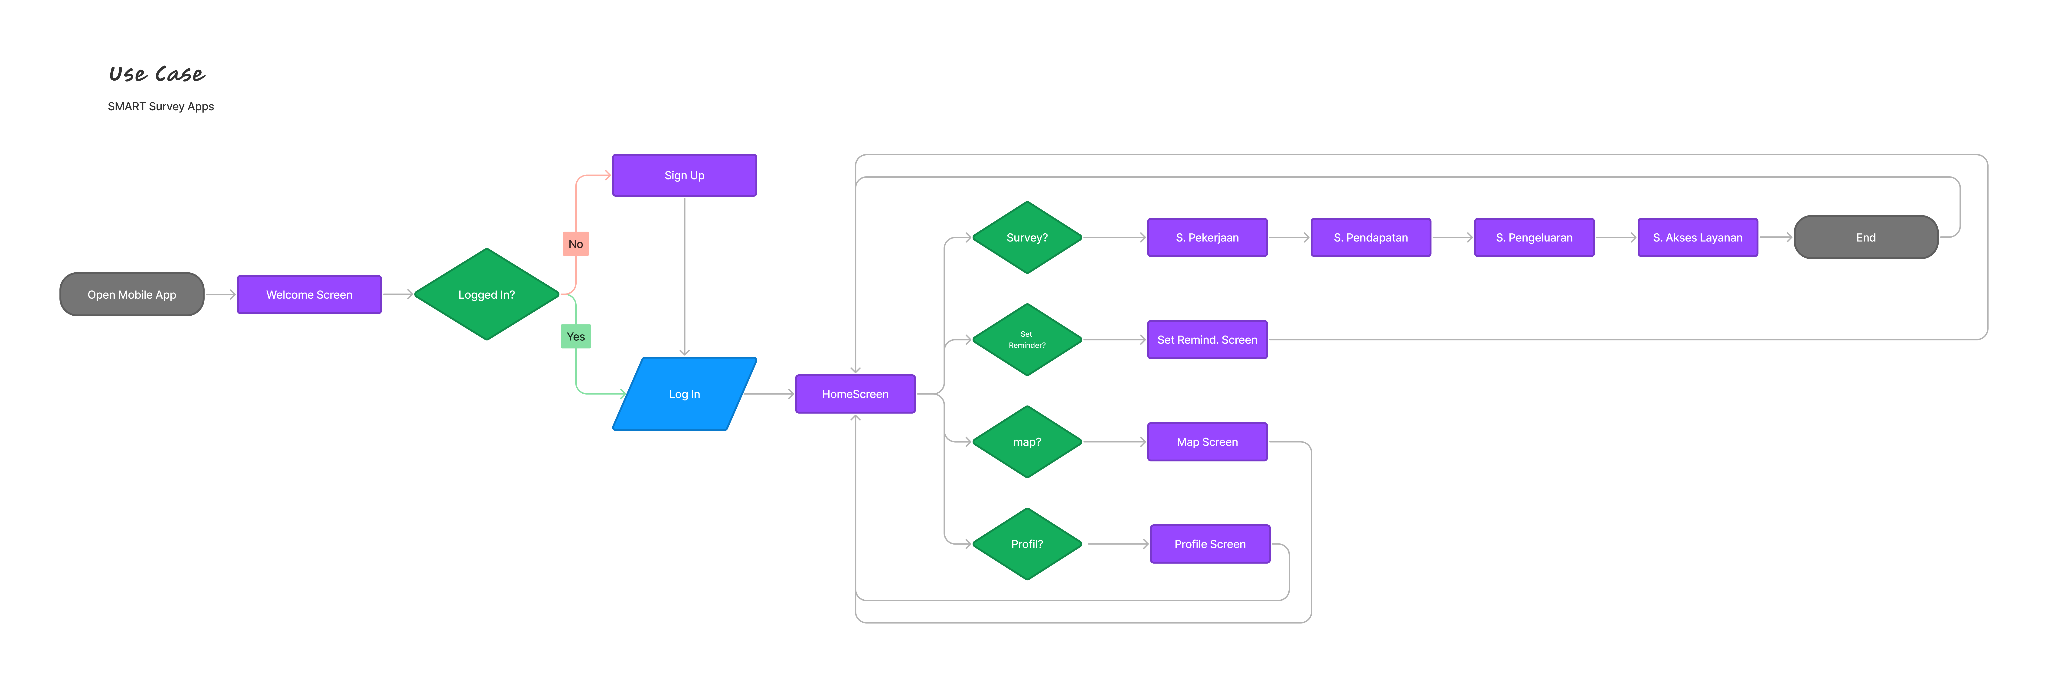 Use Case
SMART Survey Apps
Open Mobile App
Welcome Screen
Logged In?
No
Yes
Sign Up
Log In
HomeScreen
Survey?
S. Pekerjaan
S. Pendapatan
S. Pengeluaran
S. Akses Layanan
End
Set
Reminder?
Set Remind. Screen
map?
Map Screen
Profil?
Profile Screen